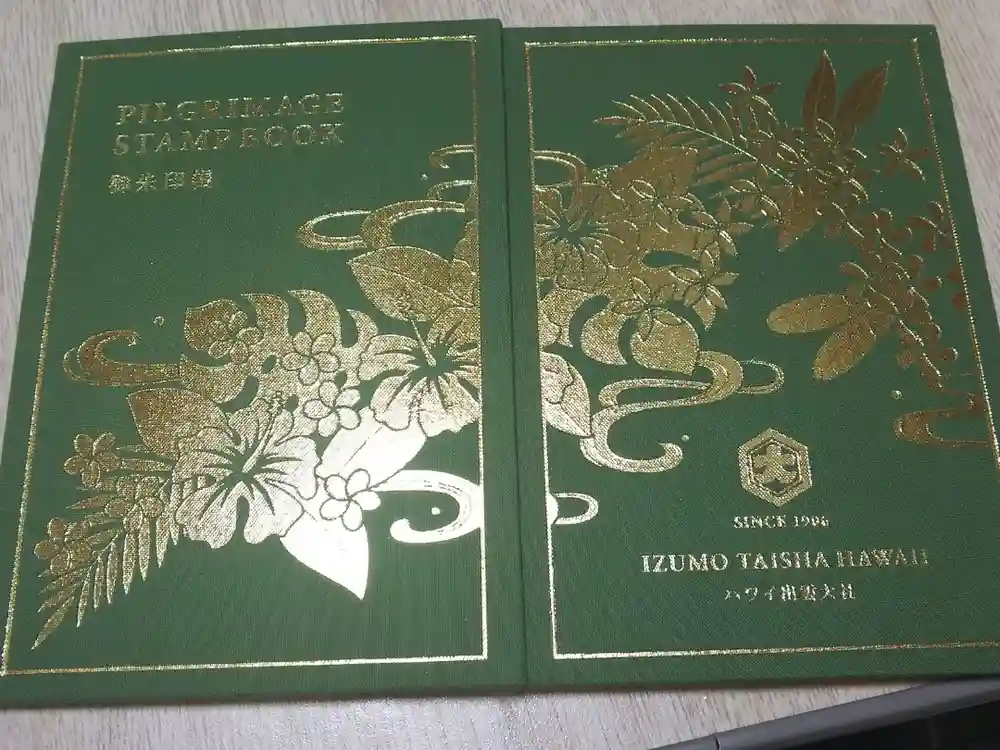 PILGRIMAGE
STAMP BOOK
御朱印帳
大
SINCE 1906
IZUMO TAISHA HAWAII
ハワイ出雲大社